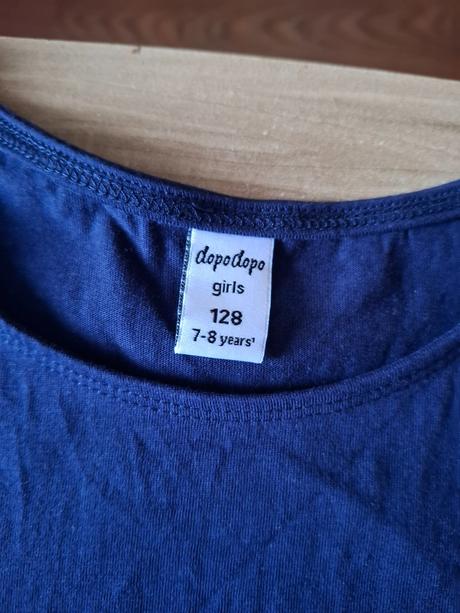 dopodopo
girls
128
7-8 years¹